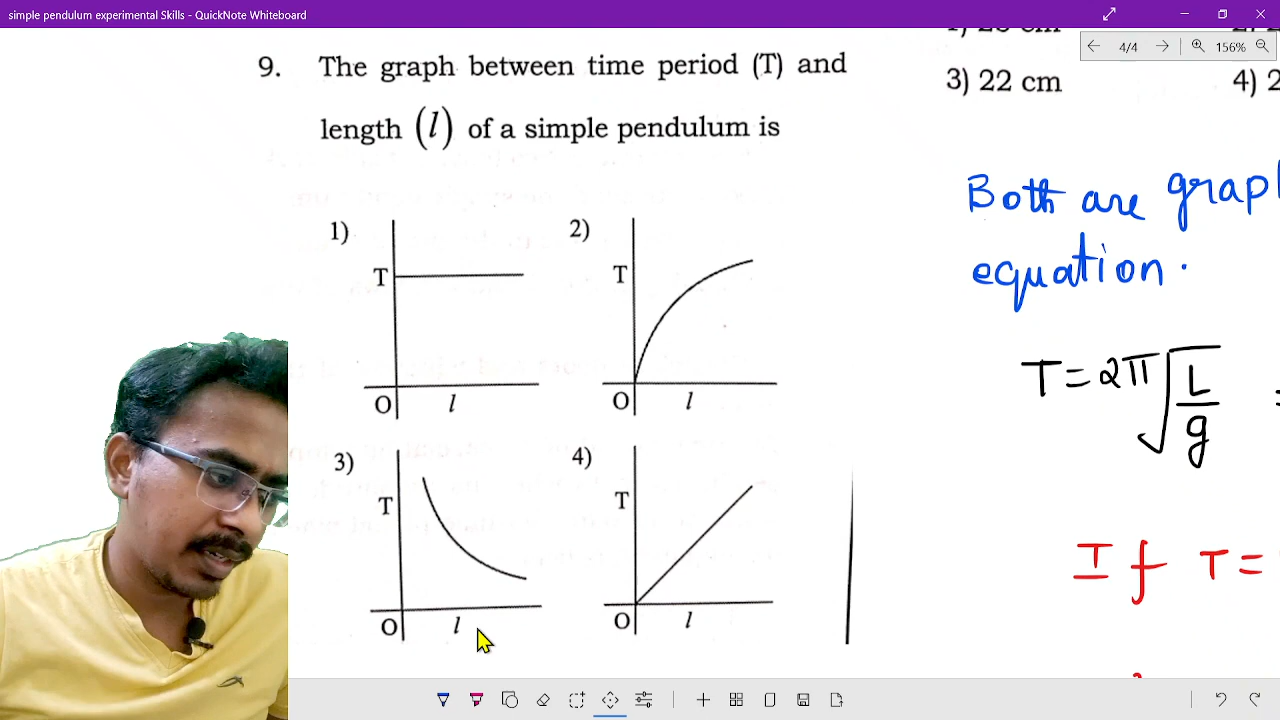 simple pendulum experimental Skills - QuickNote Whiteboard
4/4
156%
9. The graph between time period (T) and
length (l) of a simple pendulum is
1)
T
O
l
2)
T
O
l
3)
T
O
l
4)
T
O
l
3) 22 cm
4) 2
Both are
equation.
T = 2π√L/g =
If T =